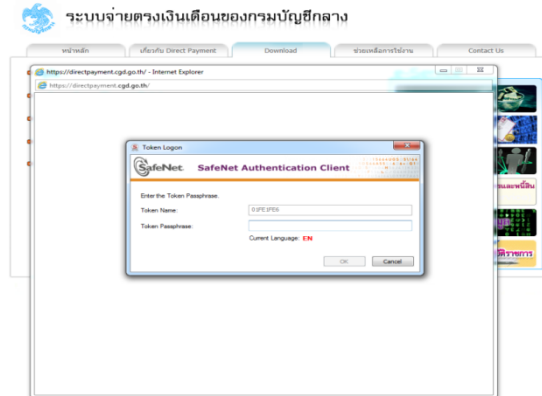 ระบบจ่ายตรงเงินเดือนของกรมบัญชีกลาง
หน้าหลัก เกี่ยวกับ Direct Payment Download ช่วยเหลือการใช้งาน Contact Us
https://directpayment.cgd.go.th/ - Internet Explorer
https://directpayment.cgd.go.th/
Token Logon
SafeNet. SafeNet Authentication Client
Enter the Token Passphrase.
Token Name:
Token Passphrase:
Current Language: EN
OK Cancel